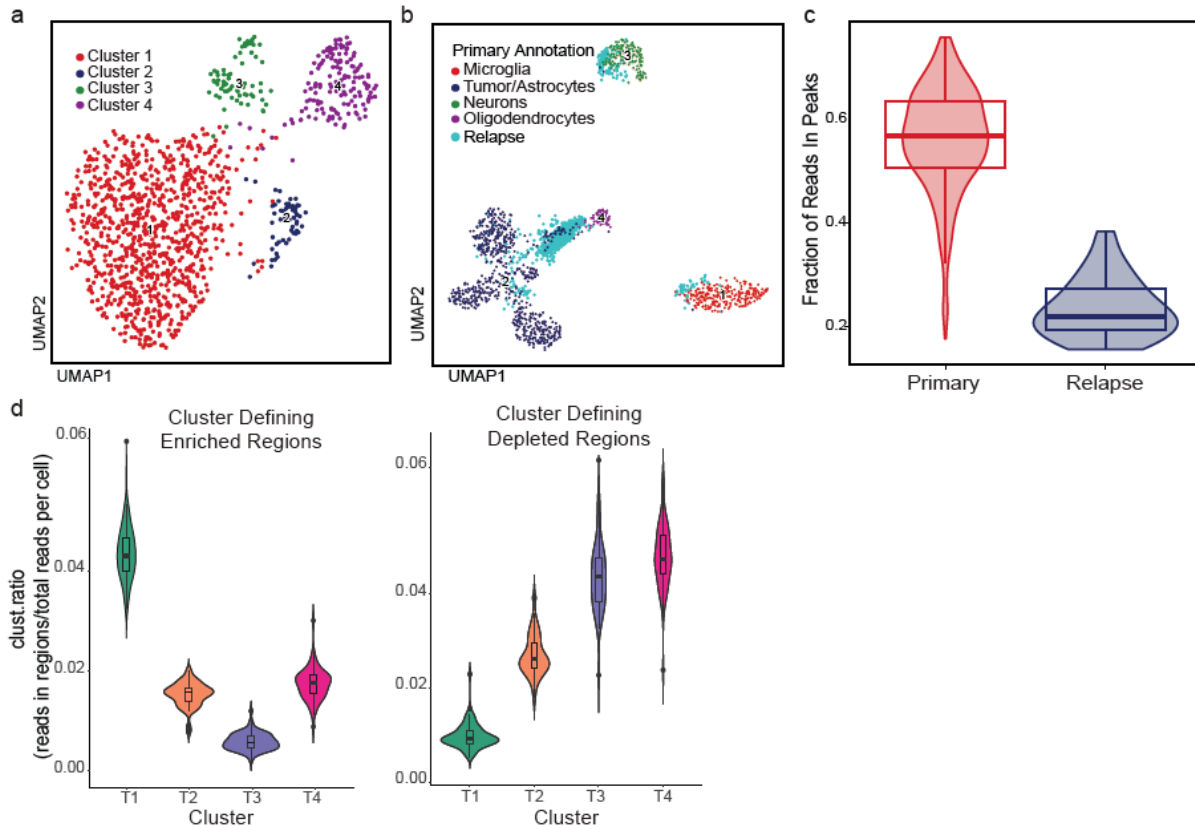 a
Cluster 1
Cluster 2
Cluster 3
Cluster 4
3
4
1
2
UMAP2
UMAP1
b
Primary Annotation
Microglia
Tumor/Astrocytes
Neurons
Oligodendrocytes
Relapse
3
4
2
1
UMAP2
UMAP1
c
Fraction of Reads In Peaks
0.6
0.4
0.2
Primary
Relapse
d
Cluster Defining
Enriched Regions
clust.ratio
(reads in regions/total reads per cell)
0.06
0.04
0.02
0.00
T1
T2
T3
T4
Cluster
Cluster Defining
Depleted Regions
0.06
0.04
0.02
0.00
T1
T2
T3
T4
Cluster